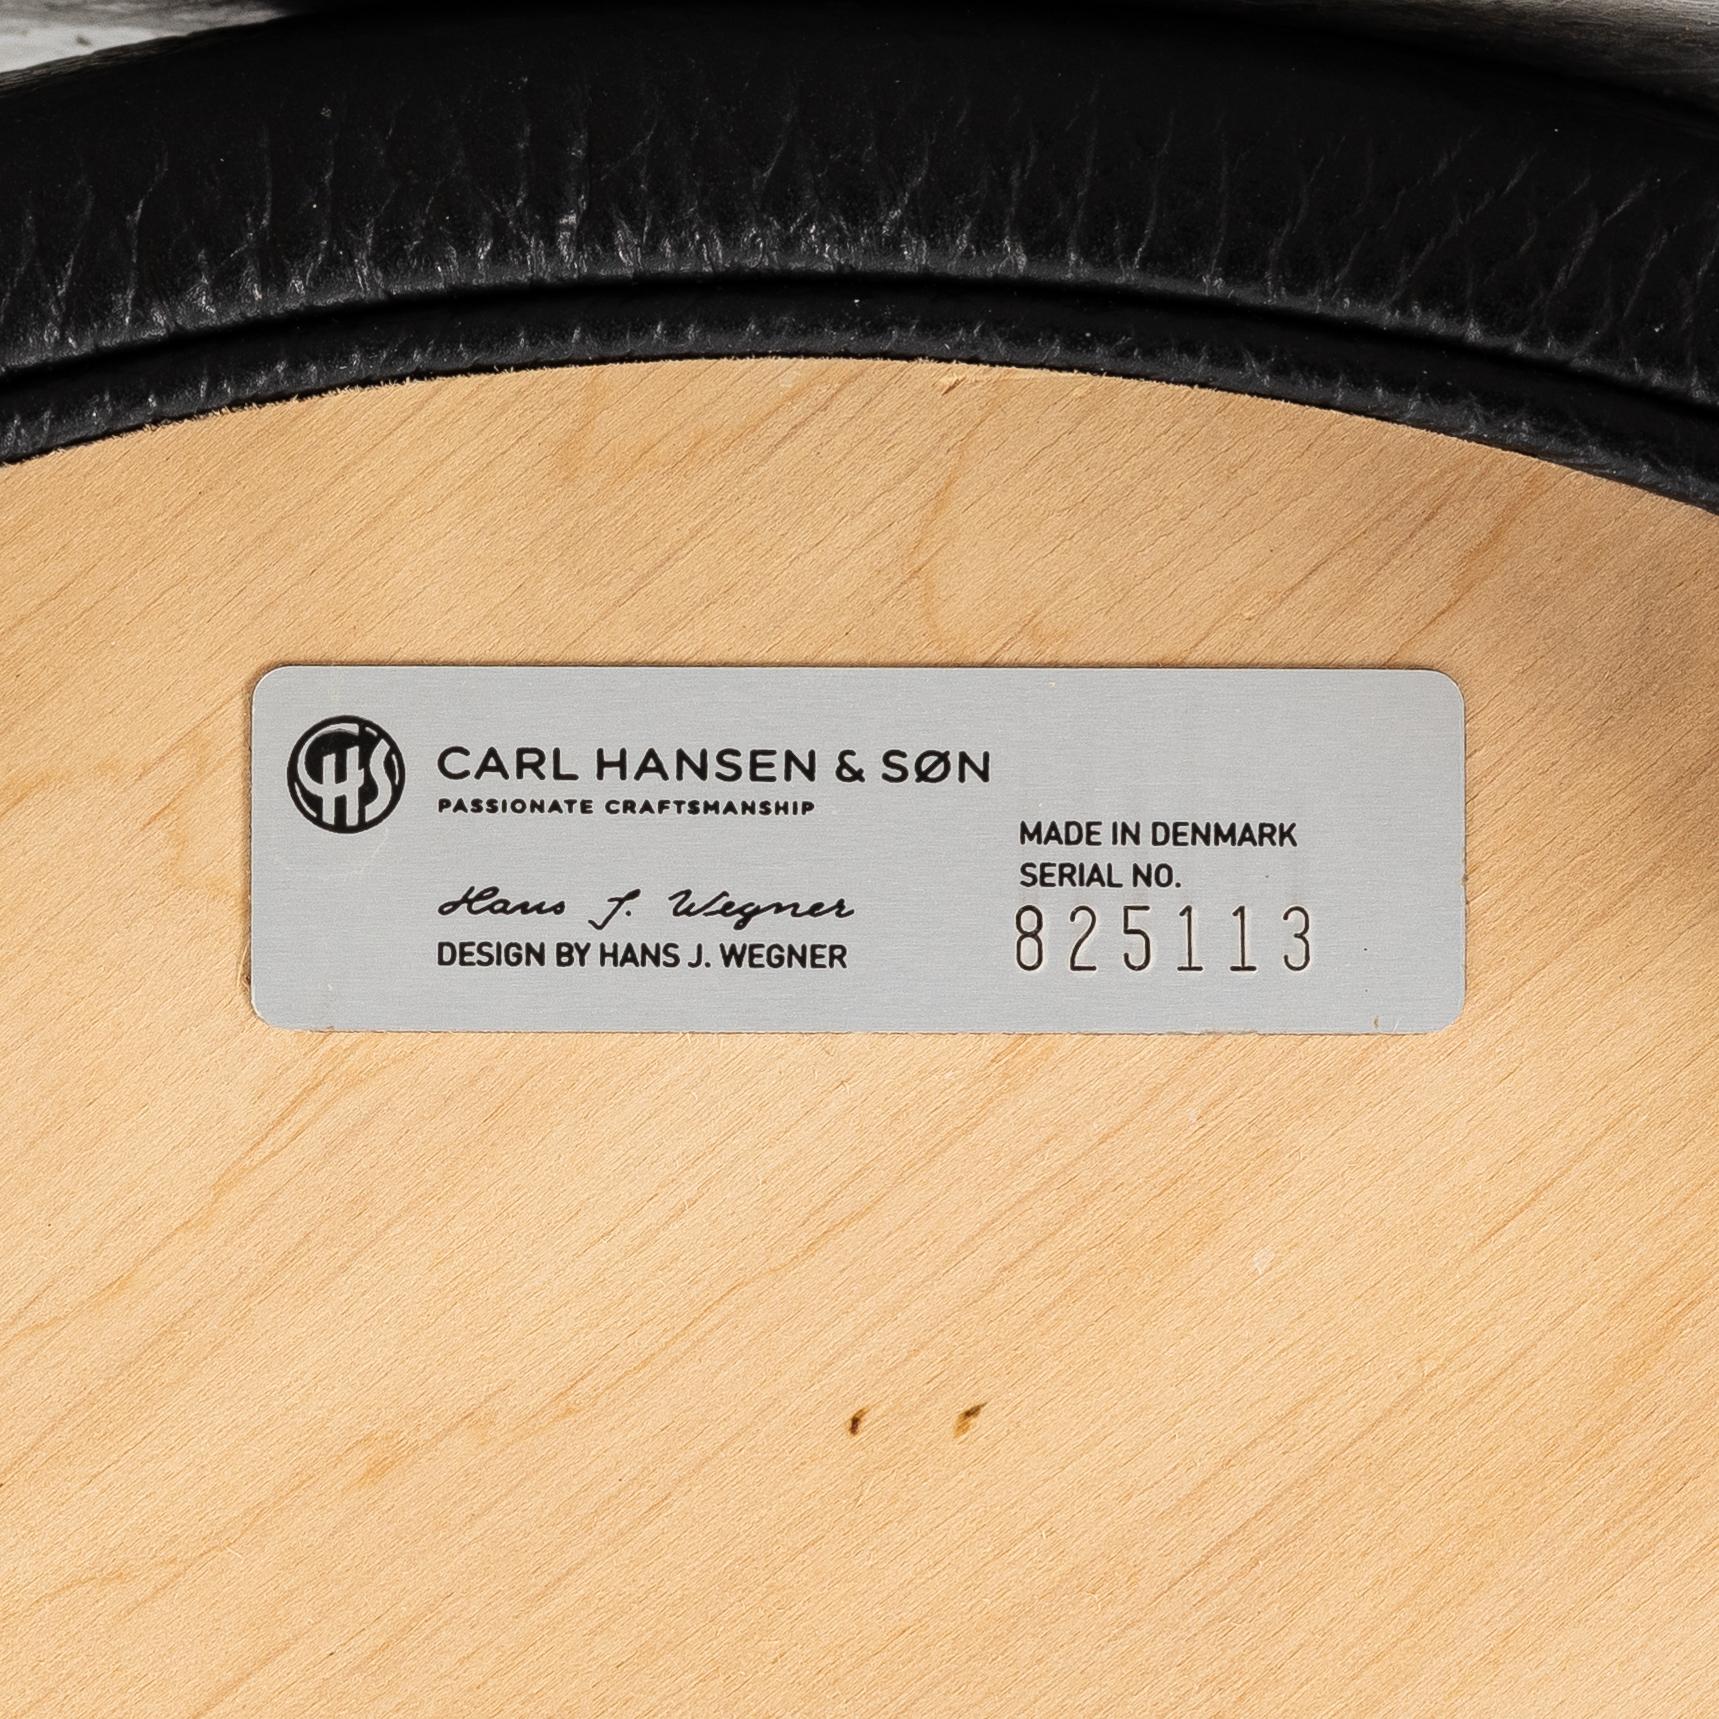 CHS
CARL HANSEN & SØN
PASSIONATE CRAFTSMANSHIP
Hans J. Wegner
DESIGN BY HANS J. WEGNER
MADE IN DENMARK
SERIAL NO.
825113